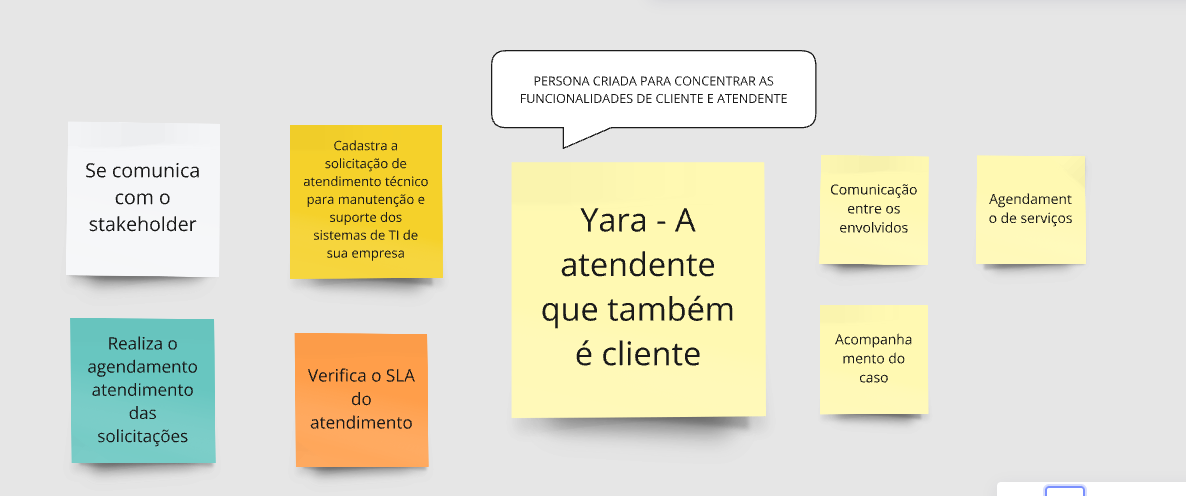 PERSONA CRIADA PARA CONCENTRAR AS
FUNCIONALIDADES DE CLIENTE E ATENDENTE
Se comunica
com o
stakeholder
Cadastra a
solicitação de
atendimento técnico
para manutenção e
suporte dos
sistemas de TI de
sua empresa
Yara - A
atendente
que também
é cliente
Comunicação
entre os
envolvidos
Agendament
o de serviços
Realiza o
agendamento
atendimento
das
solicitações
Verifica o SLA
do
atendimento
Acompanha
mento do
caso